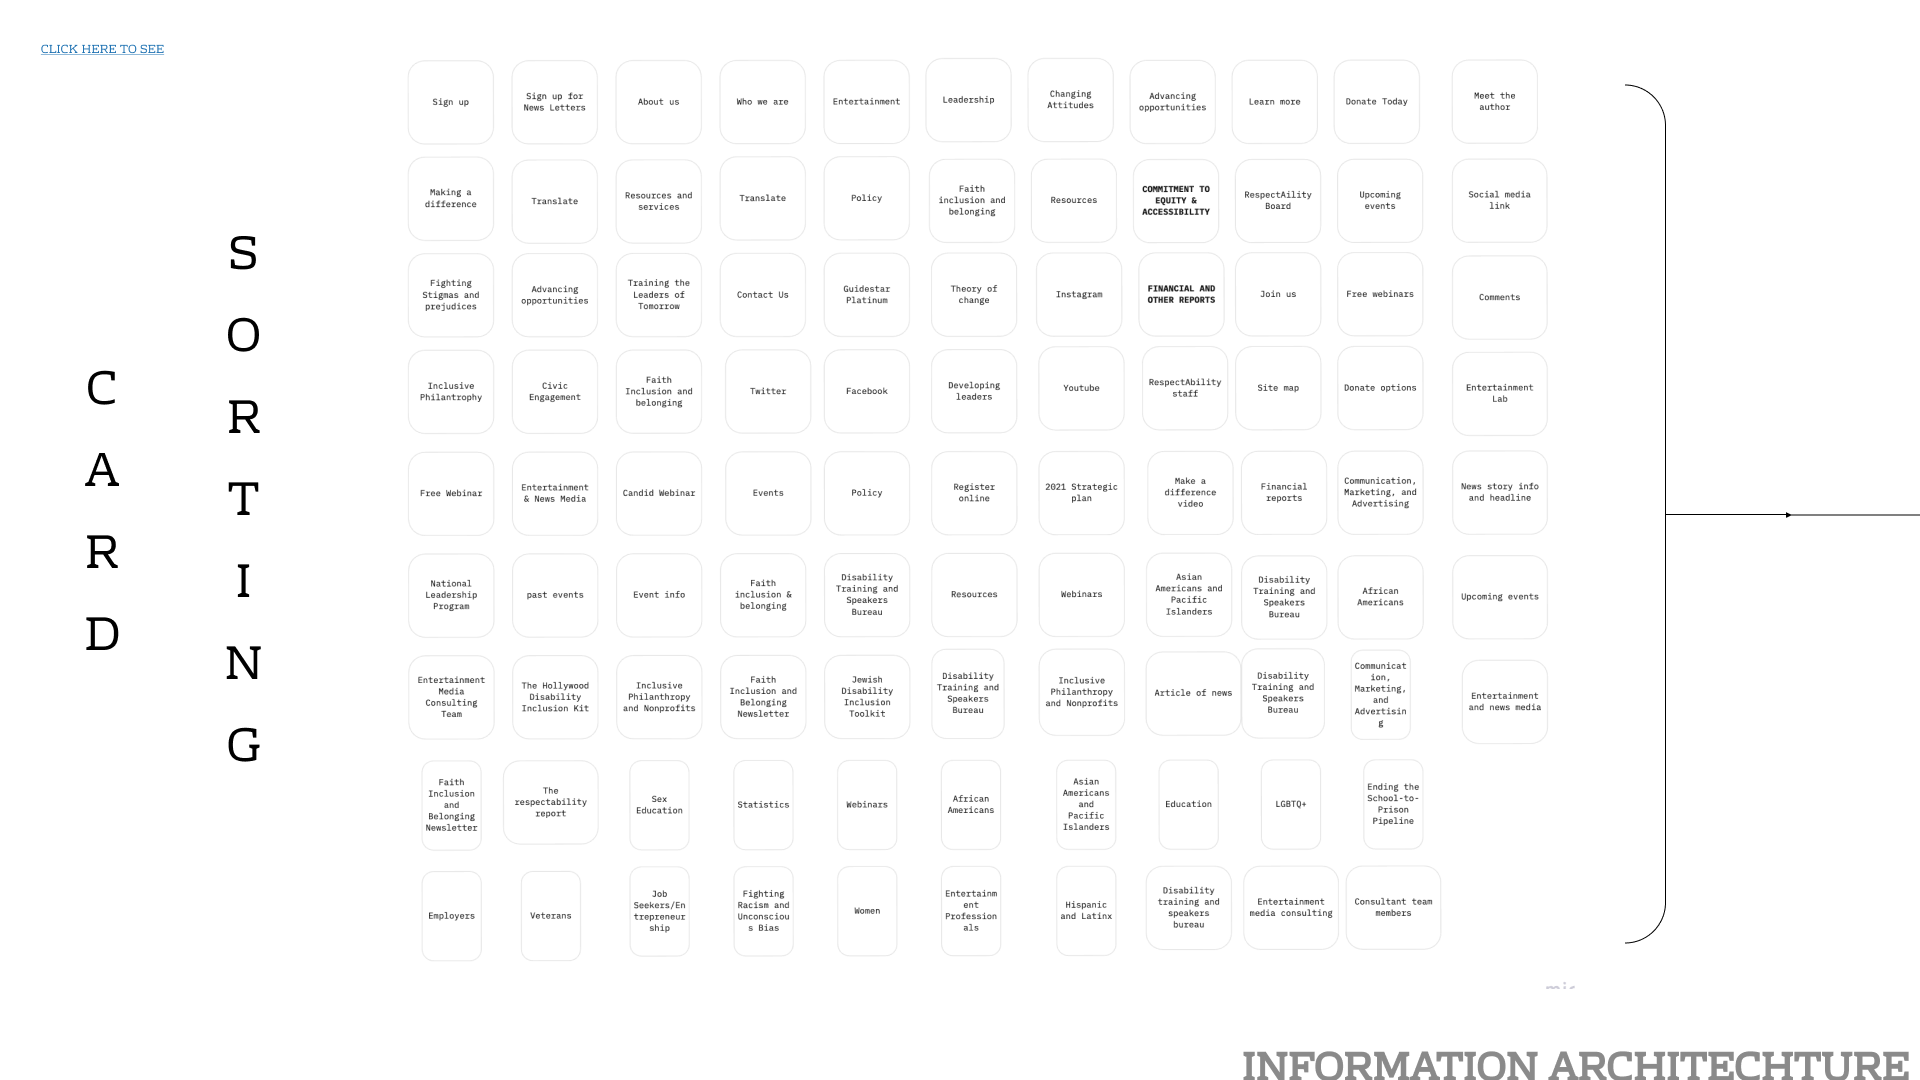 CLICK HERE TO SEE
C
A
R
D
S
O
R
T
I
N
G
Sign up
Sign up for
News Letters
About us
Who we are
Entertainment
Leadership
Changing
Attitudes
Advancing
opportunities
Learn more
Donate Today
Meet the
author
Making a
difference
Translate
Resources and
services
Translate
Policy
Faith
inclusion and
belonging
Resources
COMMITMENT TO
EQUITY &
ACCESSIBILITY
RespectAility
Board
Upcoming
events
Social media
link
Fighting
Stigmas and
prejudices
Advancing
opportunities
Training the
Leaders of
Tomorrow
Contact Us
Guidestar
Platinum
Theory of
change
Instagram
FINANCIAL AND
OTHER REPORTS
Join us
Free webinars
Comments
Inclusive
Philantrophy
Civic
Engagement
Faith
Inclusion and
belonging
Twitter
Facebook
Developing
leaders
Youtube
RespectAbility
staff
Site map
Donate options
Entertainment
Lab
Free Webinar
Entertainment
& News Media
Candid Webinar
Events
Policy
Register
online
2021 Strategic
plan
Make a
difference
video
Financial
reports
Communication,
Marketing, and
Advertising
News story info
and headline
National
Leadership
Program
past events
Event info
Faith
inclusion &
belonging
Disability
Training and
Speakers
Bureau
Resources
Webinars
Asian
Americans and
Pacific
Islanders
Disability
Training and
Speakers
Bureau
African
Americans
Upcoming events
Entertainment
Media
Consulting
Team
The Hollywood
Disability
Inclusion Kit
Inclusive
Philanthropy
and Nonprofits
Faith
Inclusion and
Belonging
Newsletter
Jewish
Disability
Inclusion
Toolkit
Disability
Training and
Speakers
Bureau
Inclusive
Philanthropy
and Nonprofits
Article of news
Disability
Training and
Speakers
Bureau
Communicat
ion,
Marketing,
and
Advertisin
g
Entertainment
and news media
Faith
Inclusion
and
Belonging
Newsletter
The
respectability
report
Sex
Education
Statistics
Webinars
African
Americans
Asian
Americans
and
Pacific
Islanders
Education
LGBTQ+
Ending the
School-to-
Prison
Pipeline
Employers
Veterans
Job
Seekers/En
trepreneur
ship
Fighting
Racism and
Unconsciou
s Bias
Women
Entertainm
ent
Profession
als
Hispanic
and Latinx
Disability
training and
speakers
bureau
Entertainment
media consulting
Consultant team
members
INFORMATION ARCHITECHTURE